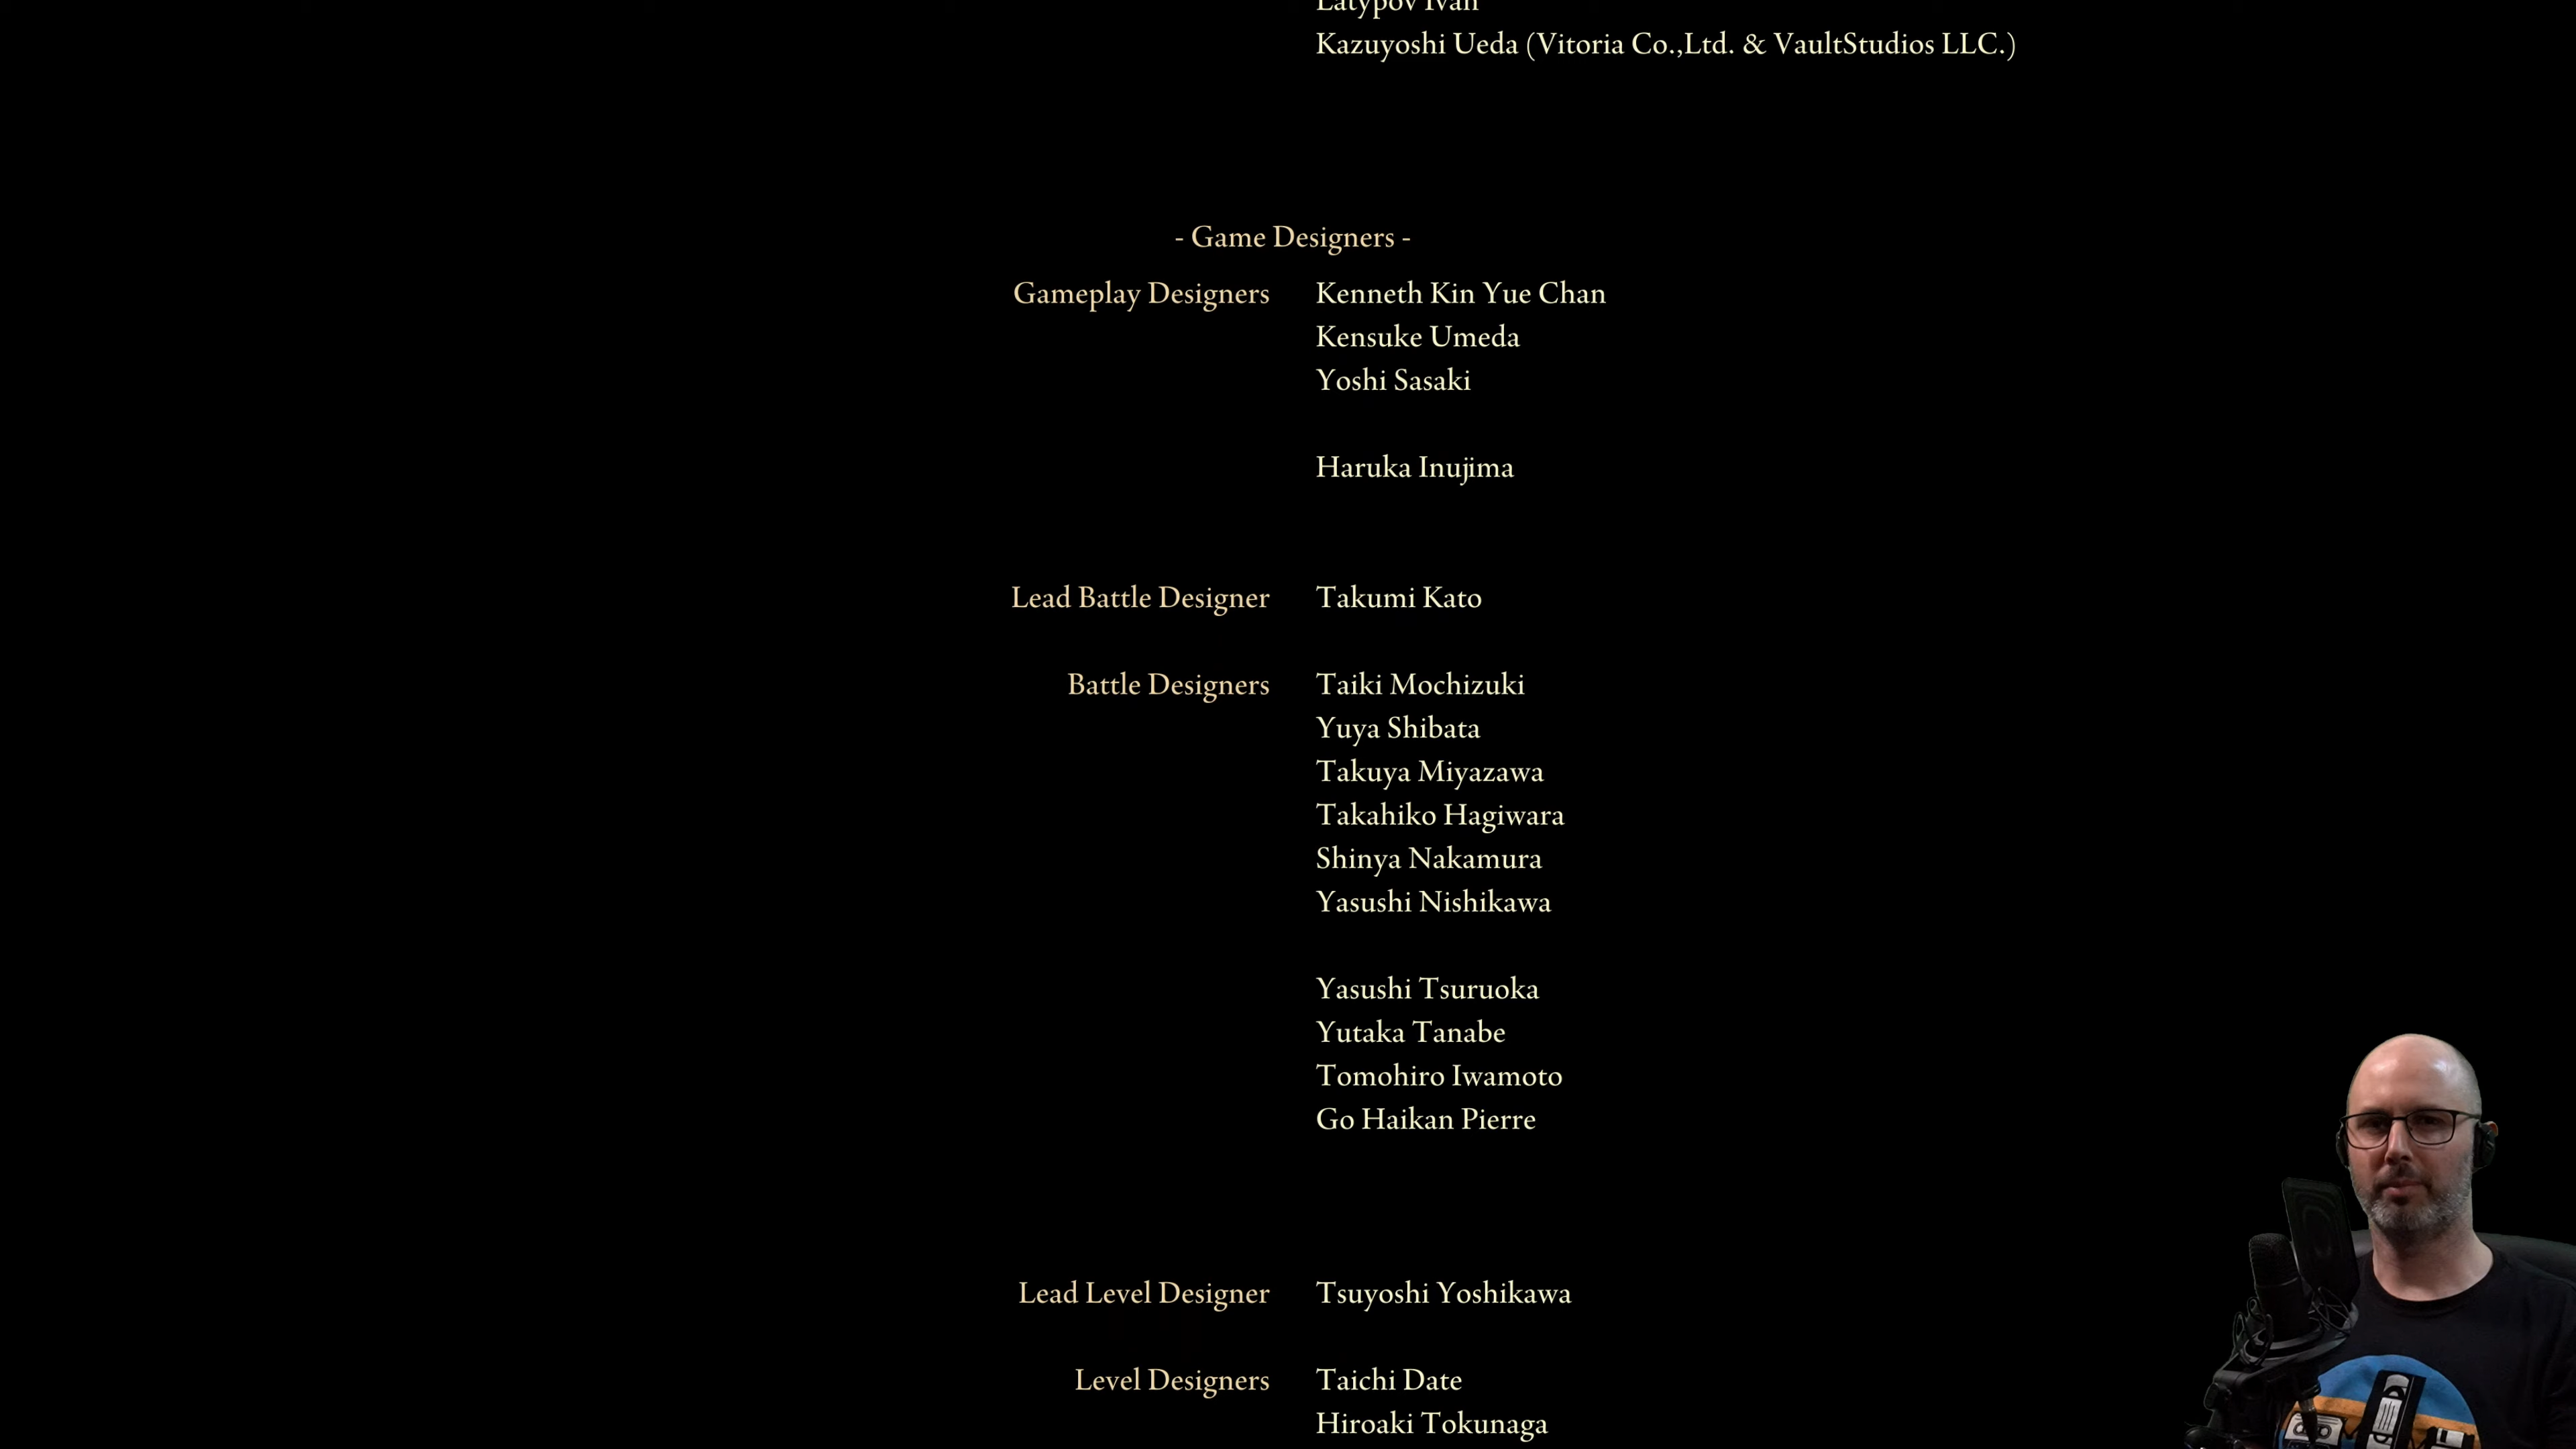 Latypov Ivan
Kazuyoshi Ueda (Vitoria Co.,Ltd. & VaultStudios LLC.)
- Game Designers -
Gameplay Designers Kenneth Kin Yue Chan
Kensuke Umeda
Yoshi Sasaki
Haruka Inujima
Lead Battle Designer Takumi Kato
Battle Designers Taiki Mochizuki
Yuya Shibata
Takuya Miyazawa
Takahiko Hagiwara
Shinya Nakamura
Yasushi Nishikawa
Yasushi Tsuruoka
Yutaka Tanabe
Tomohiro Iwamoto
Go Haikan Pierre
Lead Level Designer Tsuyoshi Yoshikawa
Level Designers Taichi Date
Hiroaki Tokunaga